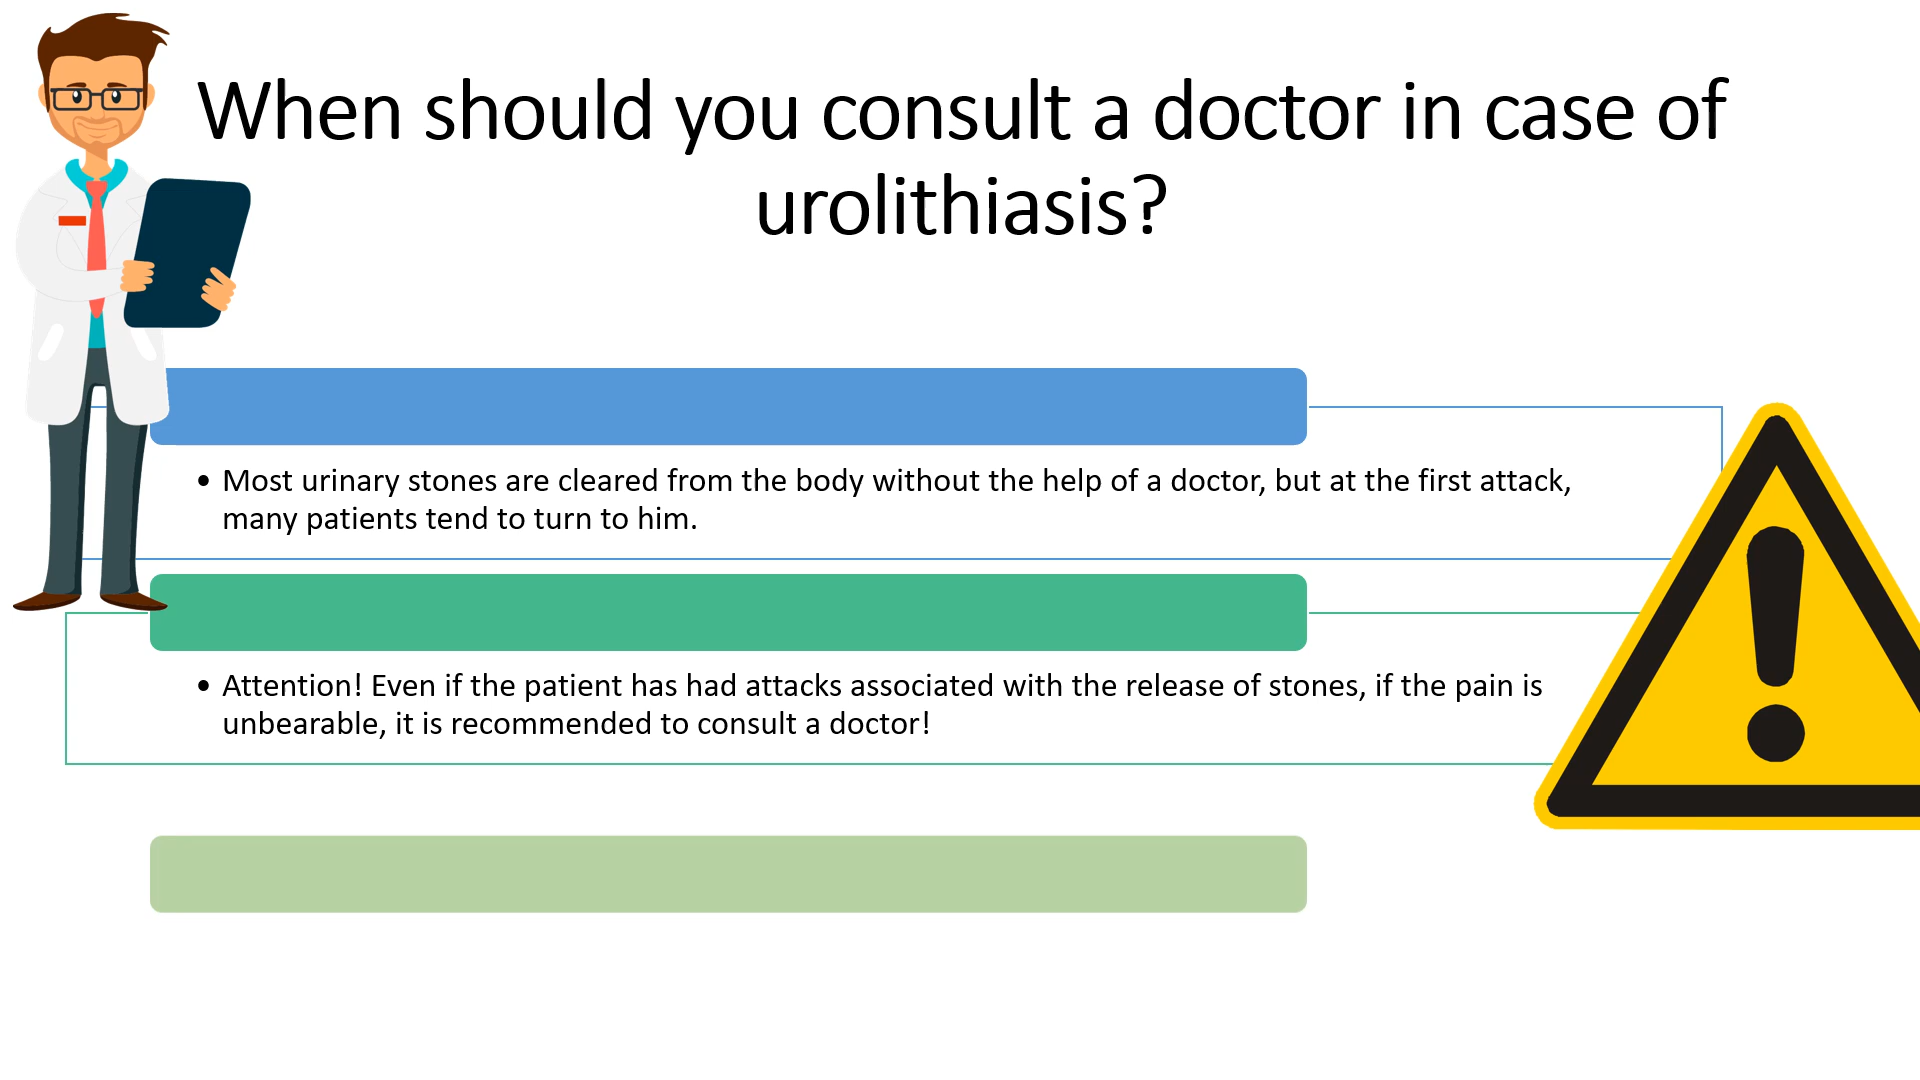 When should you consult a doctor in case of
urolithiasis?
• Most urinary stones are cleared from the body without the help of a doctor, but at the first attack,
many patients tend to turn to him.
• Attention! Even if the patient has had attacks associated with the release of stones, if the pain is
unbearable, it is recommended to consult a doctor!